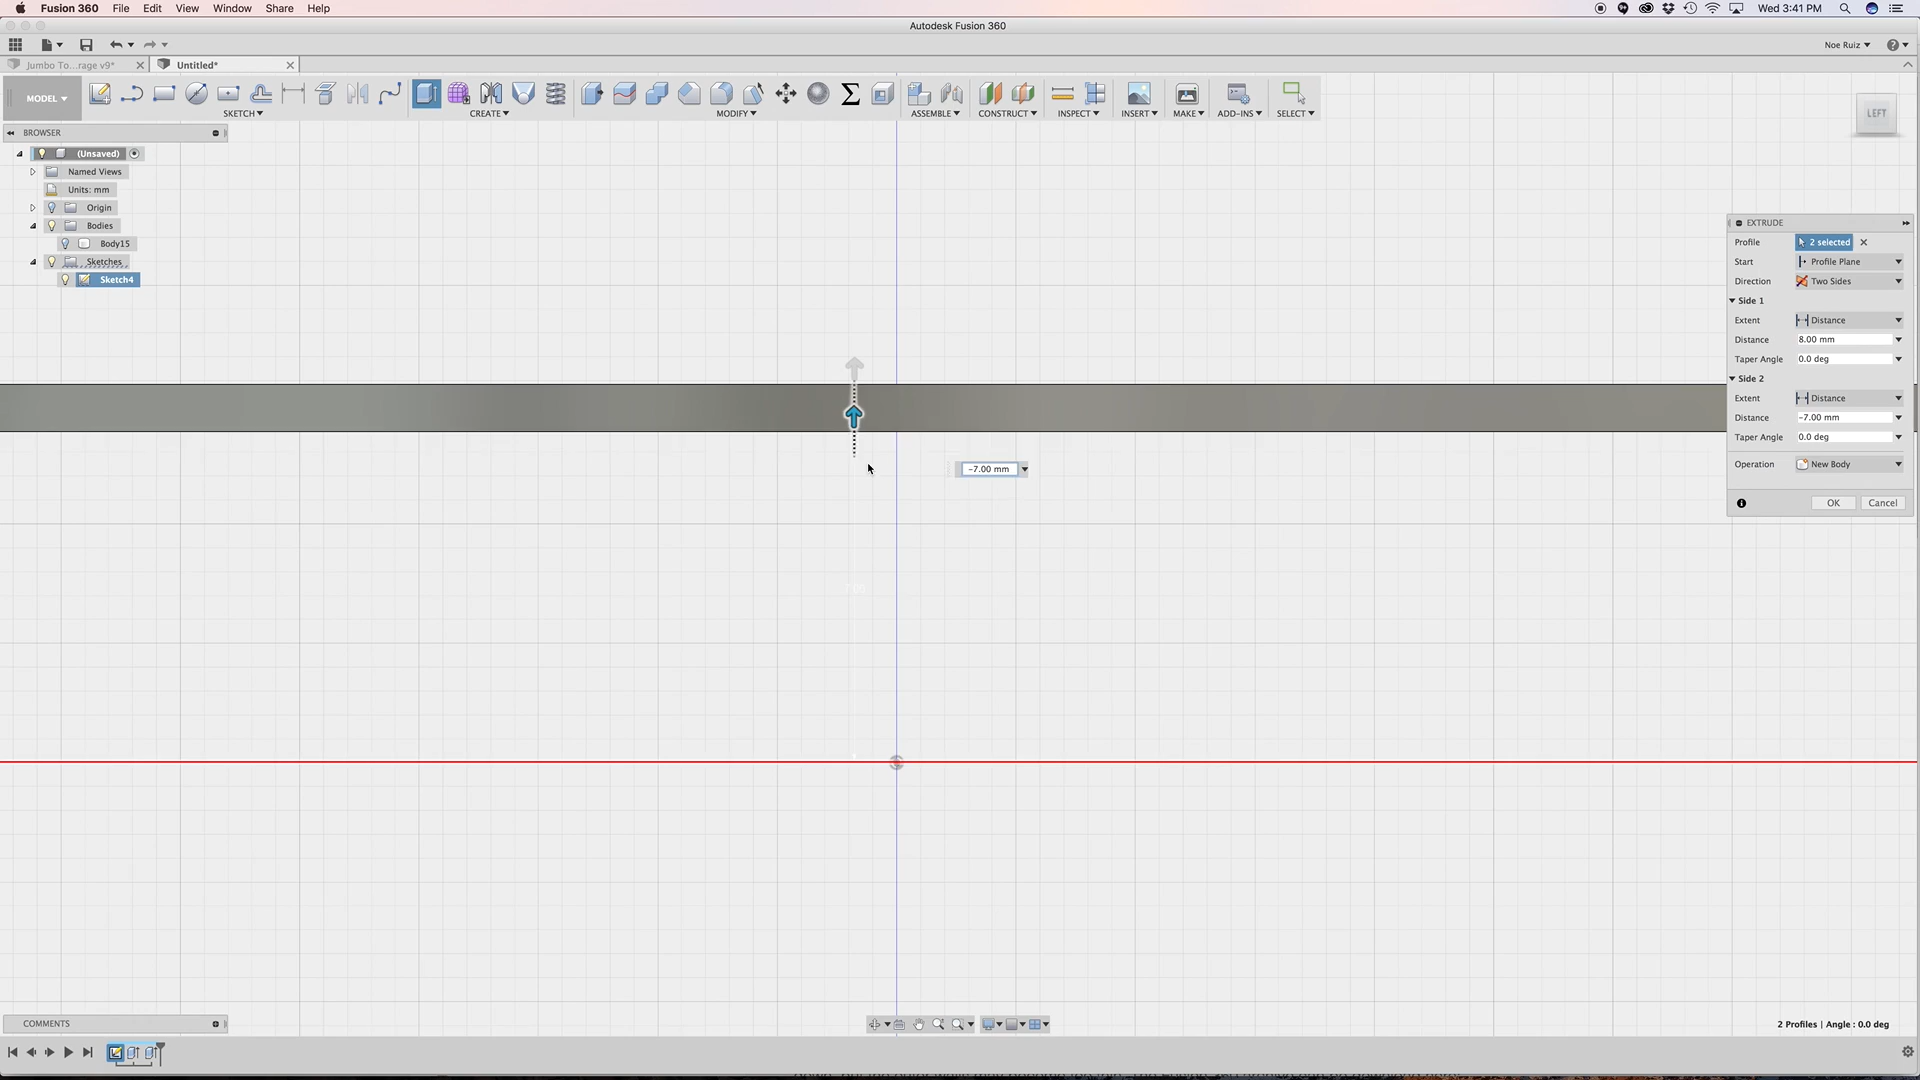 Fusion 360 File Edit View Window Share Help Wed 3:41 PM
Autodesk Fusion 360
Noe Ruiz
Jumbo To...rage v9* Untitled*
MODEL
SKETCH CREATE MODIFY ASSEMBLE CONSTRUCT INSPECT INSERT MAKE ADD-INS SELECT
LEFT
BROWSER
(Unsaved)
Named Views
Units: mm
Origin
Bodies
Body15
Sketches
Sketch4
EXTRUDE
Profile 2 selected
Start Profile Plane
Direction Two Sides
Side 1
Extent Distance
Distance 8.00 mm
Taper Angle 0.0 deg
Side 2
Extent Distance
Distance -7.00 mm
Taper Angle 0.0 deg
Operation New Body
OK Cancel
-7.00 mm
COMMENTS
2 Profiles | Angle : 0.0 deg